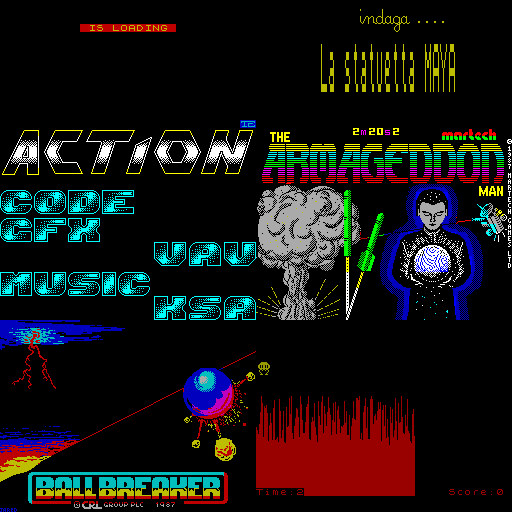 IS LOADING
indaga ....
La statuetta MAYA
12
ACTION
CODE
GFX
VAV
MUSIC
KSA
2m20s2
martech
THE
ARMAGEDDON
MAN
© 1987 MARTECH GAMES LTD
BALLBREAKER
© CRL GROUP PLC 1987
Time:2
Score:0